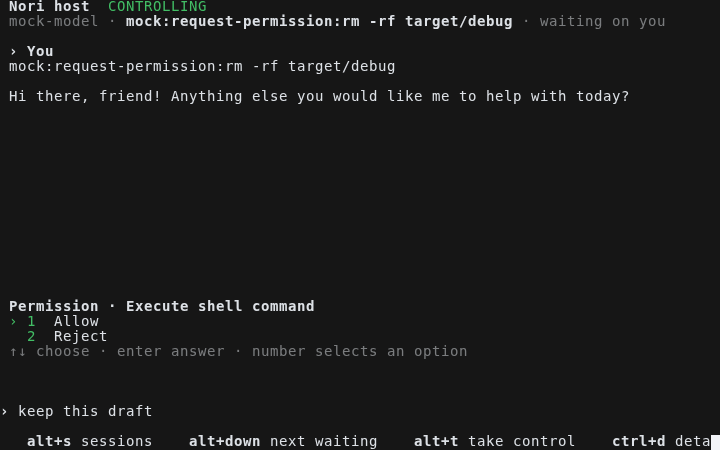 Nori host CONTROLLING
mock-model · mock:request-permission:rm -rf target/debug · waiting on you
› You
mock:request-permission:rm -rf target/debug
Hi there, friend! Anything else you would like me to help with today?
Permission · Execute shell command
› 1 Allow
2 Reject
↑↓ choose · enter answer · number selects an option
› keep this draft
alt+s sessions alt+down next waiting alt+t take control ctrl+d deta